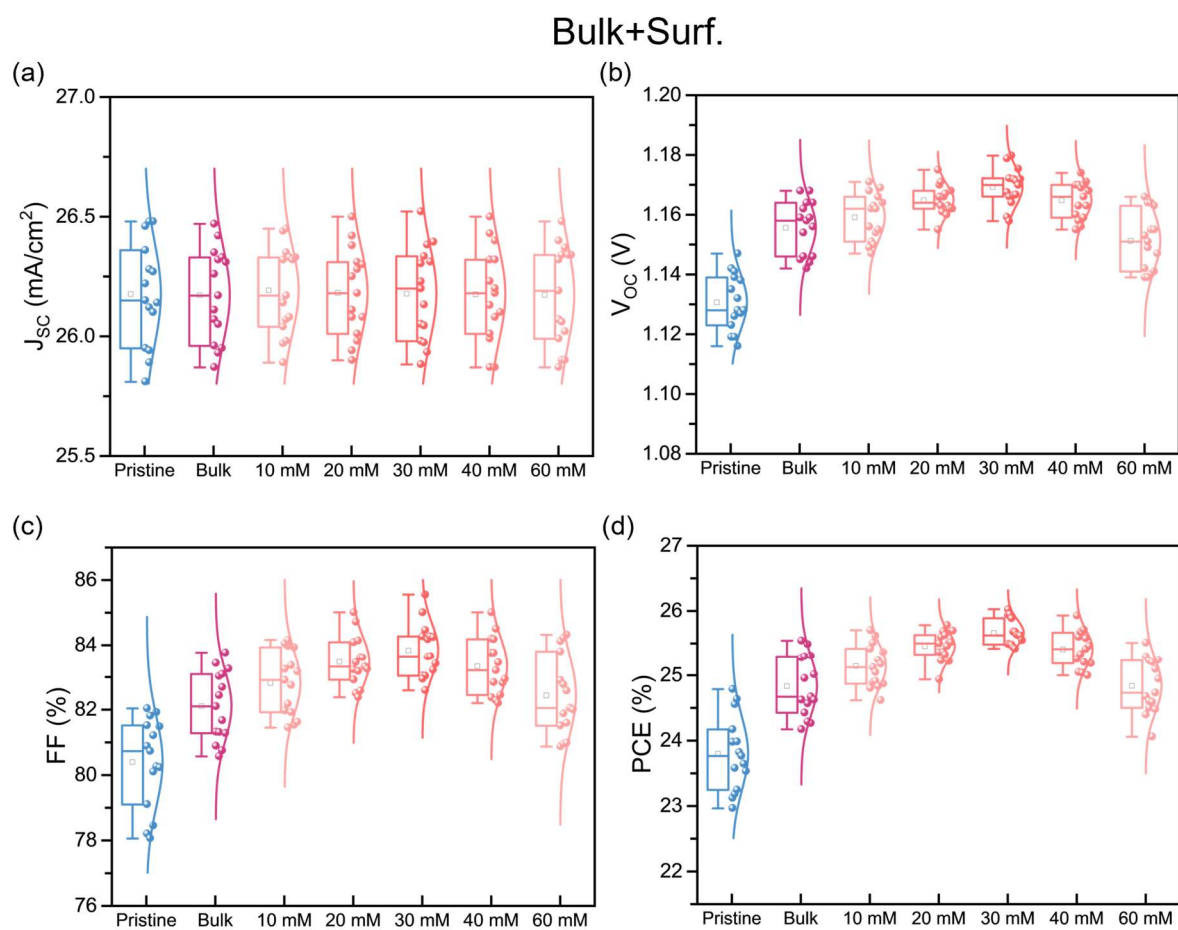 Bulk+Surf.
(a)
27.0
26.5
26.0
25.5
J_SC (mA/cm²)
Pristine Bulk 10 mM 20 mM 30 mM 40 mM 60 mM
(b)
1.20
1.18
1.16
1.14
1.12
1.10
1.08
V_OC (V)
Pristine Bulk 10 mM 20 mM 30 mM 40 mM 60 mM
(c)
86
84
82
80
78
76
FF (%)
Pristine Bulk 10 mM 20 mM 30 mM 40 mM 60 mM
(d)
27
26
25
24
23
22
PCE (%)
Pristine Bulk 10 mM 20 mM 30 mM 40 mM 60 mM